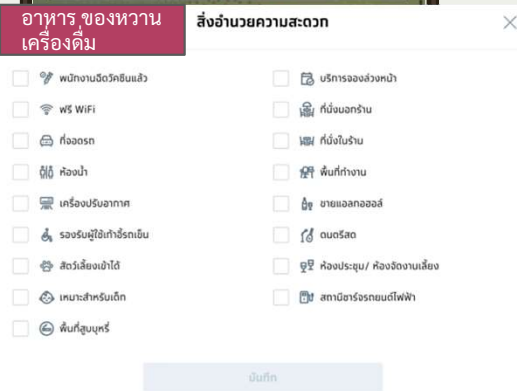 อาหาร ของหวาน
เครื่องดื่ม
สิ่งอำนวยความสะดวก
พนักงานฉีดวัคซีนแล้ว
บริการจองล่วงหน้า
ฟรี WiFi
ที่นั่งนอกร้าน
ที่จอดรถ
ที่นั่งในร้าน
ห้องน้ำ
พื้นที่ทำงาน
เครื่องปรับอากาศ
ขายแอลกอฮอล์
รองรับผู้ใช้เก้าอี้รถเข็น
ดนตรีสด
สัตว์เลี้ยงเข้าได้
ห้องประชุม/ ห้องจัดงานเลี้ยง
เหมาะสำหรับเด็ก
สถานีชาร์จรถยนต์ไฟฟ้า
พื้นที่สูบบุหรี่
บันทึก